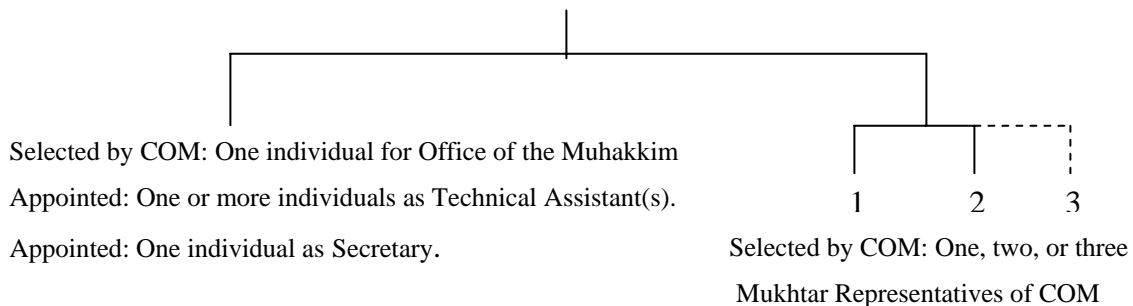 Selected by COM: One individual for Office of the Muhakkim
Appointed: One or more individuals as Technical Assistant(s).
Appointed: One individual as Secretary.
1 2 3
Selected by COM: One, two, or three
Mukhtar Representatives of COM